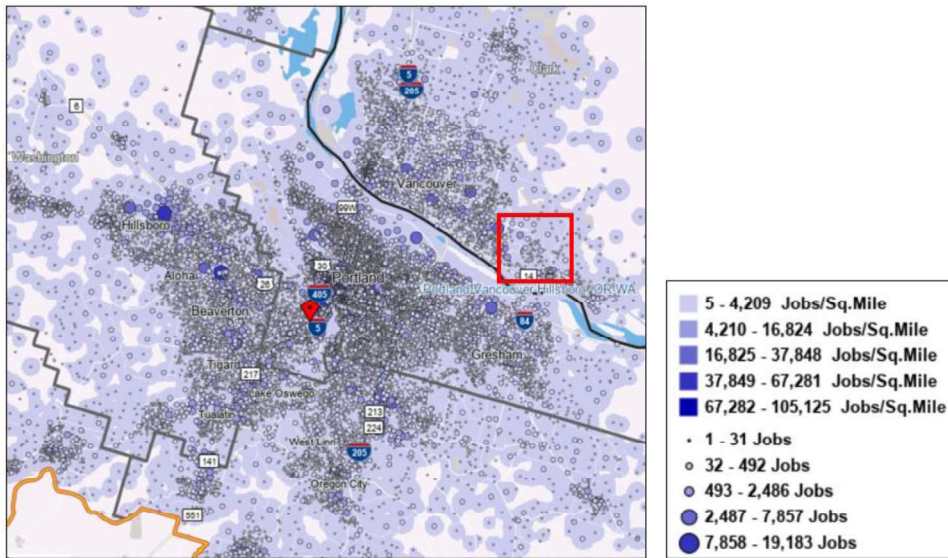 5
205
Clark
6
Washington
Vancouver
99W
Hillsboro
14
30
Portland
Portland-Vancouver-Hillsboro, OR-WA
Aloha
26
405
Beaverton
5
84
Gresham
Tigard
217
Lake Oswego
213
Tualatin
224
West Linn
141
205
Oregon City
551
5 - 4,209 Jobs/Sq.Mile
4,210 - 16,824 Jobs/Sq.Mile
16,825 - 37,848 Jobs/Sq.Mile
37,849 - 67,281 Jobs/Sq.Mile
67,282 - 105,125 Jobs/Sq.Mile
1 - 31 Jobs
32 - 492 Jobs
493 - 2,486 Jobs
2,487 - 7,857 Jobs
7,858 - 19,183 Jobs